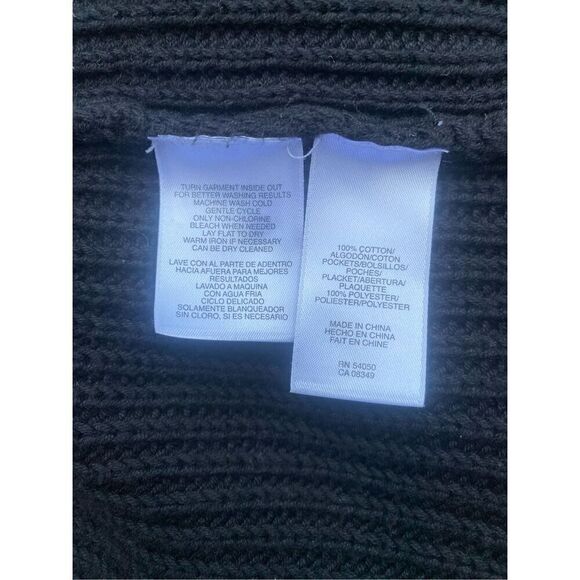 TURN GARMENT INSIDE OUT
FOR BETTER WASHING RESULTS
MACHINE WASH COLD
GENTLE CYCLE
ONLY NON-CHLORINE
BLEACH WHEN NEEDED
LAY FLAT TO DRY
WARM IRON IF NECESSARY
CAN BE DRY CLEANED
LAVE CON AL PARTE DE ADENTRO
HACIA AFUERA PARA MEJORES
RESULTADOS
LAVADO A MAQUINA
CON AGUA FRIA
CICLO DELICADO
SOLAMENTE BLANQUEADOR
SIN CLORO, SI ES NECESARIO
100% COTTON/
ALGODÓN/COTON
POCKETS/BOLSILLOS/
POCHES/
PLACKET/ABERTURA/
PLAQUETTE
100% POLYESTER/
POLIESTER/POLYESTER
MADE IN CHINA
HECHO EN CHINA
FAIT EN CHINE
RN 54050
CA 08349